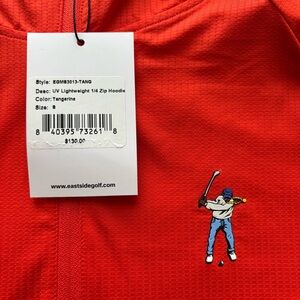 Style: EGMB3013-TANG
Desc: UV Lightweight 1/4 Zip Hoodie
Color: Tangerine
Size: S
8 40395 73261 8
$130.00
www.eastsidegolf.com